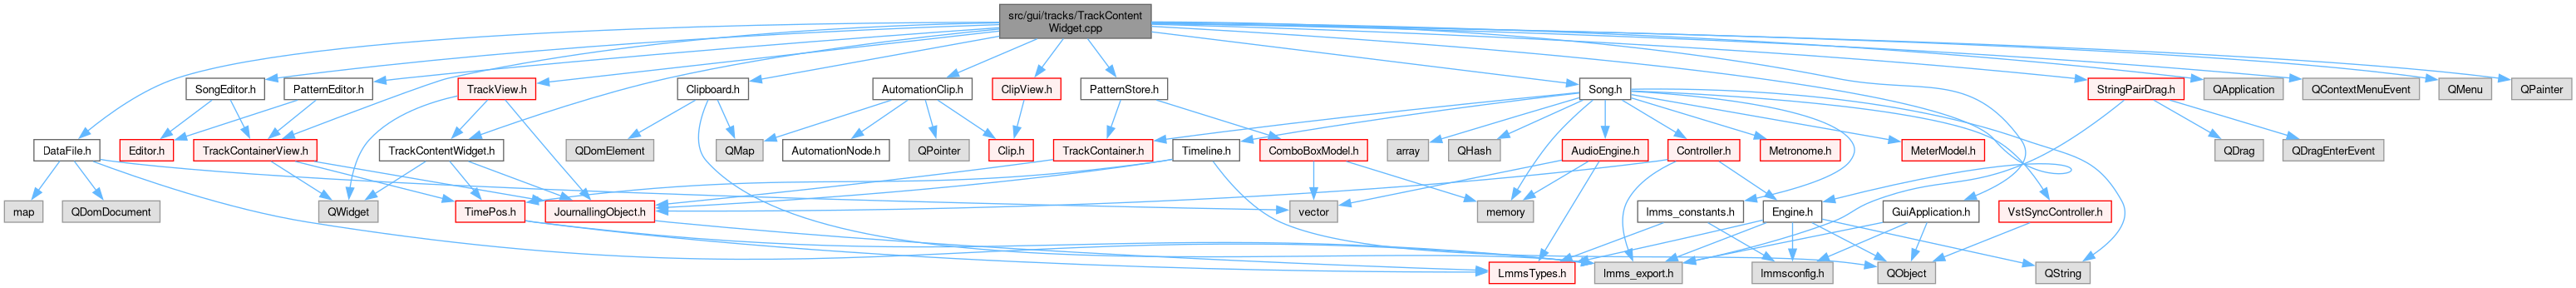 src/gui/tracks/TrackContent
Widget.cpp
SongEditor.h
PatternEditor.h
TrackView.h
Clipboard.h
AutomationClip.h
ClipView.h
PatternStore.h
Song.h
StringPairDrag.h
QApplication
QContextMenuEvent
QMenu
QPainter
DataFile.h
Editor.h
TrackContainerView.h
TrackContentWidget.h
QDomElement
QMap
AutomationNode.h
QPointer
Clip.h
TrackContainer.h
Timeline.h
ComboBoxModel.h
array
QHash
AudioEngine.h
Controller.h
Metronome.h
MeterModel.h
QDrag
QDragEnterEvent
map
QDomDocument
QWidget
TimePos.h
JournallingObject.h
vector
memory
lmms_constants.h
Engine.h
GuiApplication.h
VstSyncController.h
LmmsTypes.h
lmms_export.h
lmmsconfig.h
QObject
QString